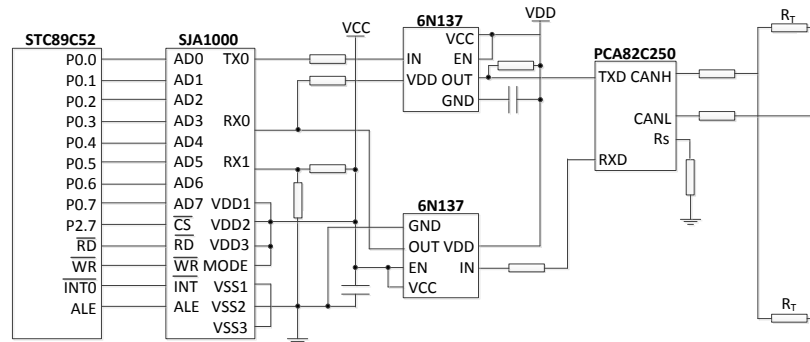 STC89C52
P0.0
P0.1
P0.2
P0.3
P0.4
P0.5
P0.6
P0.7
P2.7
RD
WR
INT0
ALE
SJA1000
AD0 TX0
AD1
AD2
AD3 RX0
AD4
AD5 RX1
AD6
AD7 VDD1
CS VDD2
RD VDD3
WR MODE
INT VSS1
ALE VSS2
VSS3
VCC
6N137
VCC
IN EN
VDD OUT
GND
VDD
6N137
GND
OUT VDD
EN IN
VCC
PCA82C250
TXD CANH
CANL
Rs
RXD
RT
RT